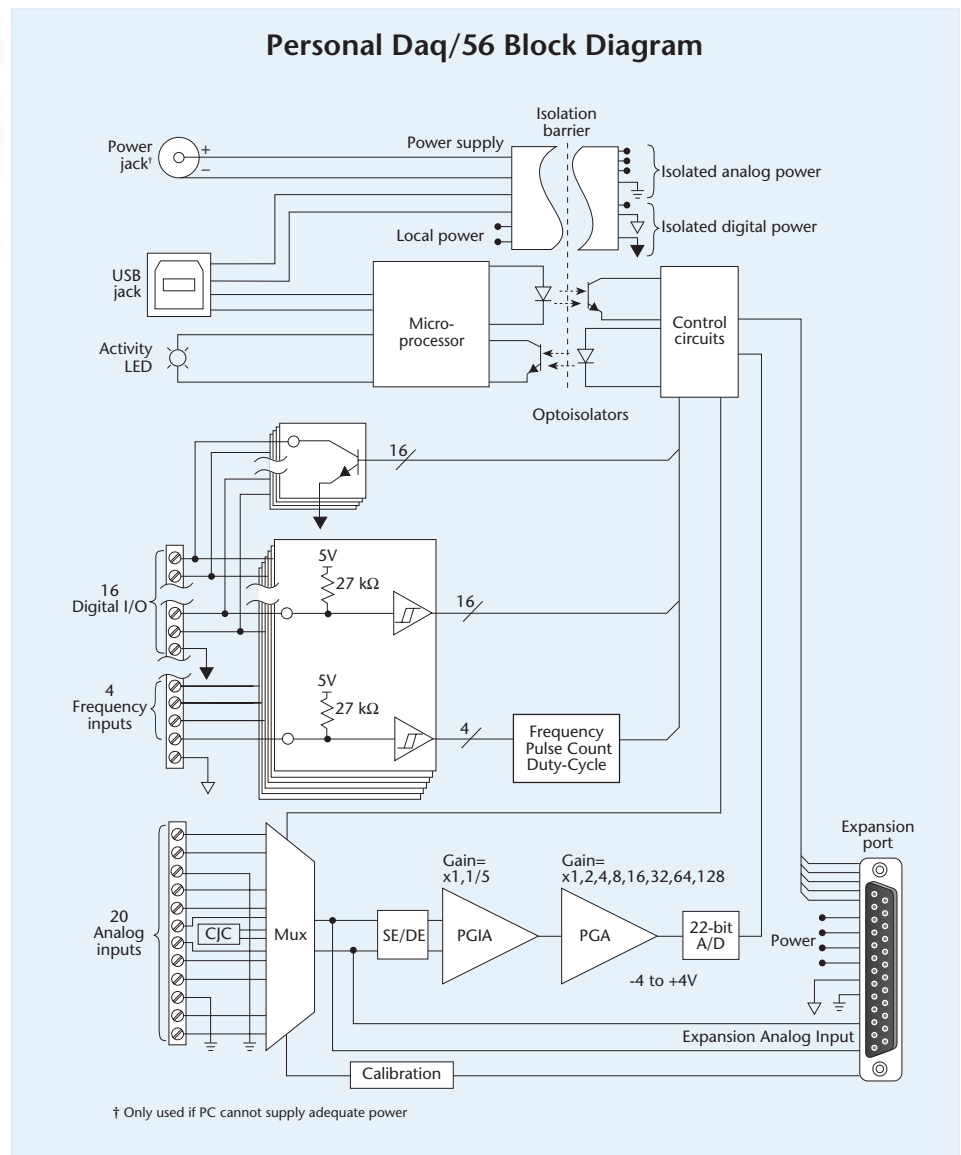 Personal Daq/56 Block Diagram
Isolation
barrier
Power
jack†
+
–
Power supply
Isolated analog power
Isolated digital power
Local power
USB
jack
Micro-
processor
Control
circuits
Activity
LED
Optoisolators
16
5V
27 kΩ
16
Digital I/O
16
4
Frequency
inputs
5V
27 kΩ
4
Frequency
Pulse Count
Duty-Cycle
Expansion
port
Gain=
x1,1/5
Gain=
x1,2,4,8,16,32,64,128
20
Analog
inputs
CJC
Mux
SE/DE
PGIA
PGA
22-bit
A/D
Power
-4 to +4V
Expansion Analog Input
Calibration
† Only used if PC cannot supply adequate power